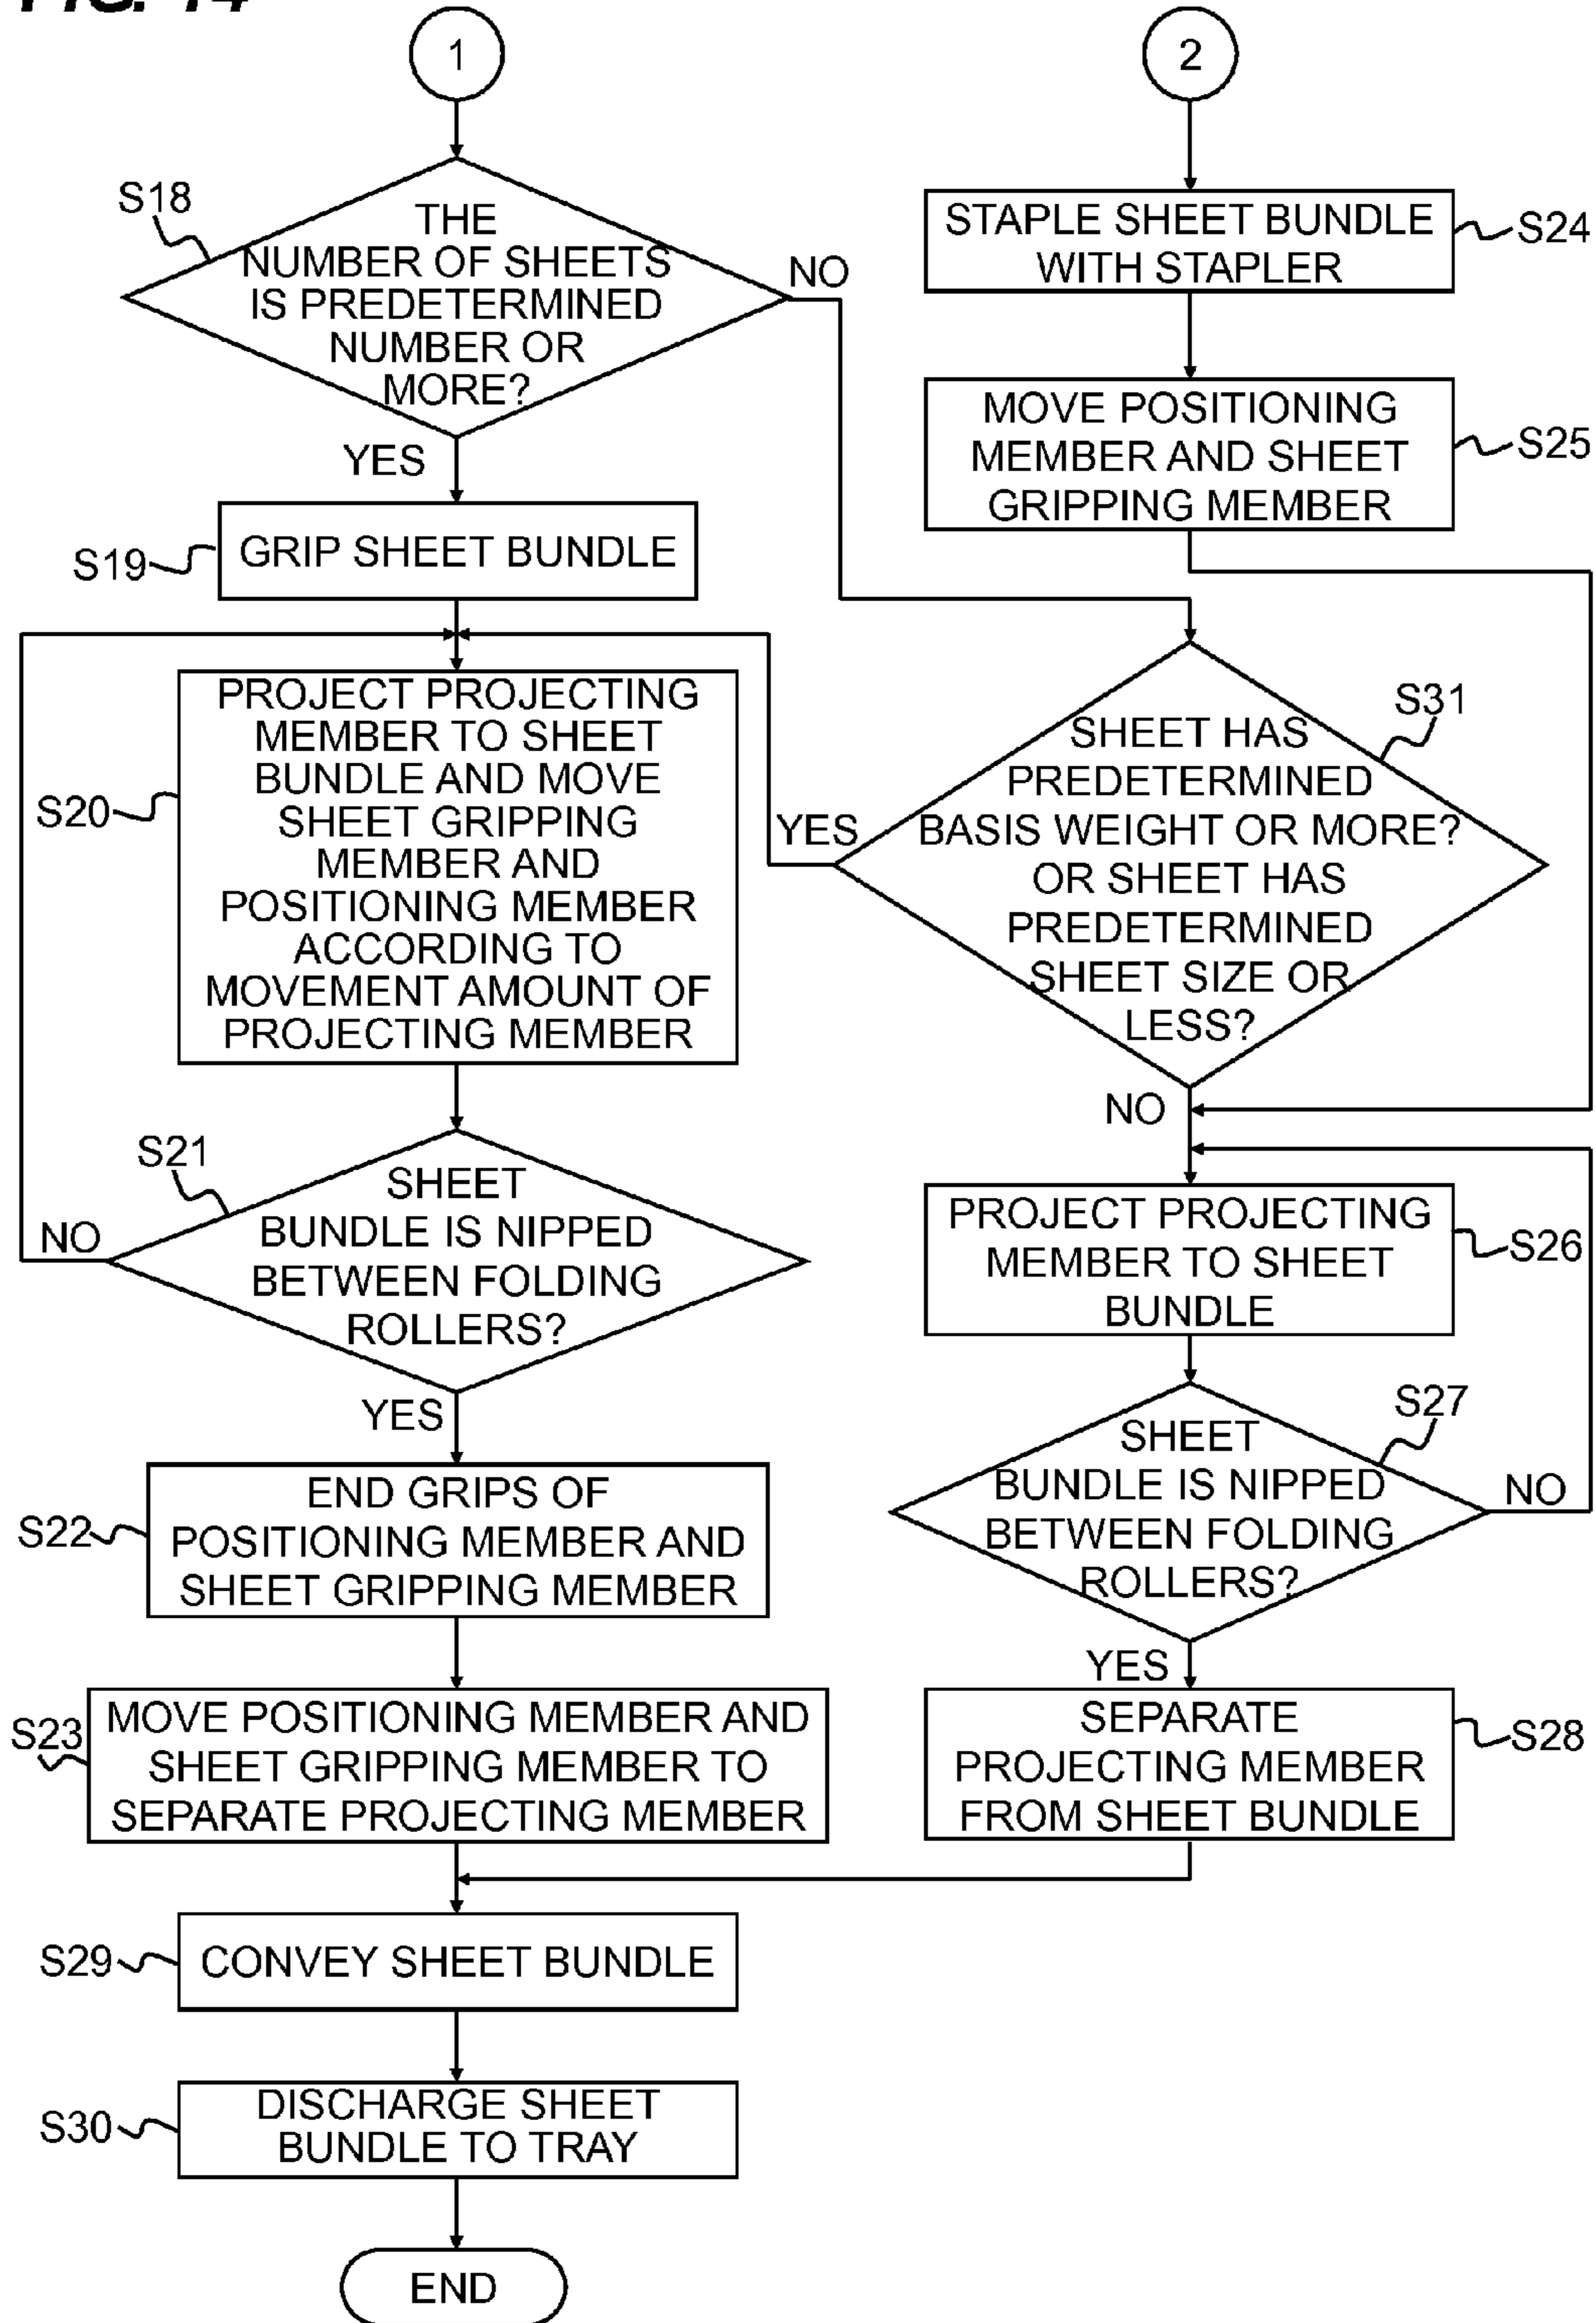 FIG. 14
1
S18
THE
NUMBER OF SHEETS
IS PREDETERMINED
NUMBER OR
MORE?
NO
YES
S19
GRIP SHEET BUNDLE
S20
PROJECT PROJECTING
MEMBER TO SHEET
BUNDLE AND MOVE
SHEET GRIPPING
MEMBER AND
POSITIONING MEMBER
ACCORDING TO
MOVEMENT AMOUNT OF
PROJECTING MEMBER
S21
SHEET
BUNDLE IS NIPPED
BETWEEN FOLDING
ROLLERS?
NO
YES
S22
END GRIPS OF
POSITIONING MEMBER AND
SHEET GRIPPING MEMBER
S23
MOVE POSITIONING MEMBER AND
SHEET GRIPPING MEMBER TO
SEPARATE PROJECTING MEMBER
S29
CONVEY SHEET BUNDLE
S30
DISCHARGE SHEET
BUNDLE TO TRAY
END
2
STAPLE SHEET BUNDLE
WITH STAPLER
S24
MOVE POSITIONING
MEMBER AND SHEET
GRIPPING MEMBER
S25
S31
SHEET HAS
PREDETERMINED
BASIS WEIGHT OR MORE?
OR SHEET HAS
PREDETERMINED
SHEET SIZE OR
LESS?
YES
NO
PROJECT PROJECTING
MEMBER TO SHEET
BUNDLE
S26
S27
SHEET
BUNDLE IS NIPPED
BETWEEN FOLDING
ROLLERS?
NO
YES
SEPARATE
PROJECTING MEMBER
FROM SHEET BUNDLE
S28